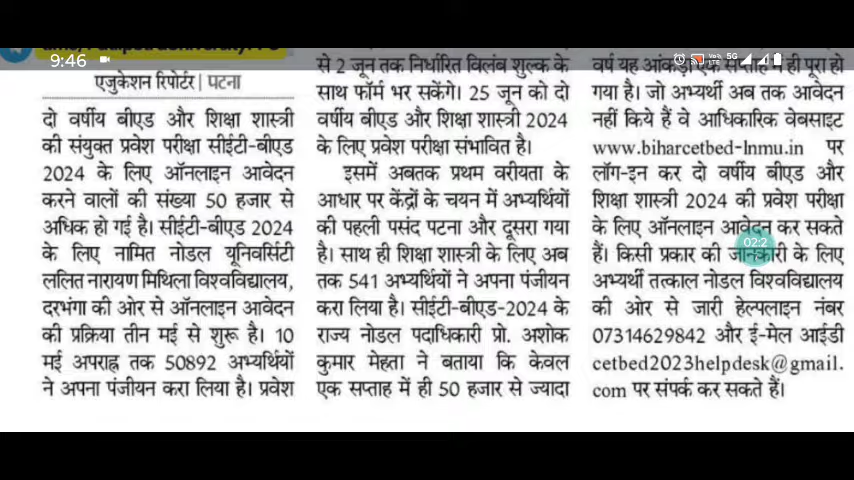 9:46
5G
एजुकेशन रिपोर्टर | पटना
दो वर्षीय बीएड और शिक्षा शास्त्री
की संयुक्त प्रवेश परीक्षा सीईटी-बीएड
2024 के लिए ऑनलाइन आवेदन
करने वालों की संख्या 50 हजार से
अधिक हो गई है। सीईटी-बीएड 2024
के लिए नामित नोडल यूनिवर्सिटी
ललित नारायण मिथिला विश्वविद्यालय,
दरभंगा की ओर से ऑनलाइन आवेदन
की प्रक्रिया तीन मई से शुरू है। 10
मई अपराह्न तक 50892 अभ्यर्थियों
ने अपना पंजीयन करा लिया है। प्रवेश
से 2 जून तक निर्धारित विलंब शुल्क के
साथ फॉर्म भर सकेंगे। 25 जून को दो
वर्षीय बीएड और शिक्षा शास्त्री 2024
के लिए प्रवेश परीक्षा संभावित है।
इसमें अबतक प्रथम वरीयता के
आधार पर केंद्रों के चयन में अभ्यर्थियों
की पहली पसंद पटना और दूसरा गया
है। साथ ही शिक्षा शास्त्री के लिए अब
तक 541 अभ्यर्थियों ने अपना पंजीयन
करा लिया है। सीईटी-बीएड-2024 के
राज्य नोडल पदाधिकारी प्रो. अशोक
कुमार मेहता ने बताया कि केवल
एक सप्ताह में ही 50 हजार से ज्यादा
वर्ष यह आंकड़ा एक सप्ताह में ही पूरा हो
गया है। जो अभ्यर्थी अब तक आवेदन
नहीं किये हैं वे आधिकारिक वेबसाइट
www.biharcetbed-lnmu.in पर
लॉग-इन कर दो वर्षीय बीएड और
शिक्षा शास्त्री 2024 की प्रवेश परीक्षा
के लिए ऑनलाइन आवेदन कर सकते
02:2
हैं। किसी प्रकार की जानकारी के लिए
अभ्यर्थी तत्काल नोडल विश्वविद्यालय
की ओर से जारी हेल्पलाइन नंबर
07314629842 और ई-मेल आईडी
cetbed2023helpdesk@gmail.
com पर संपर्क कर सकते हैं।